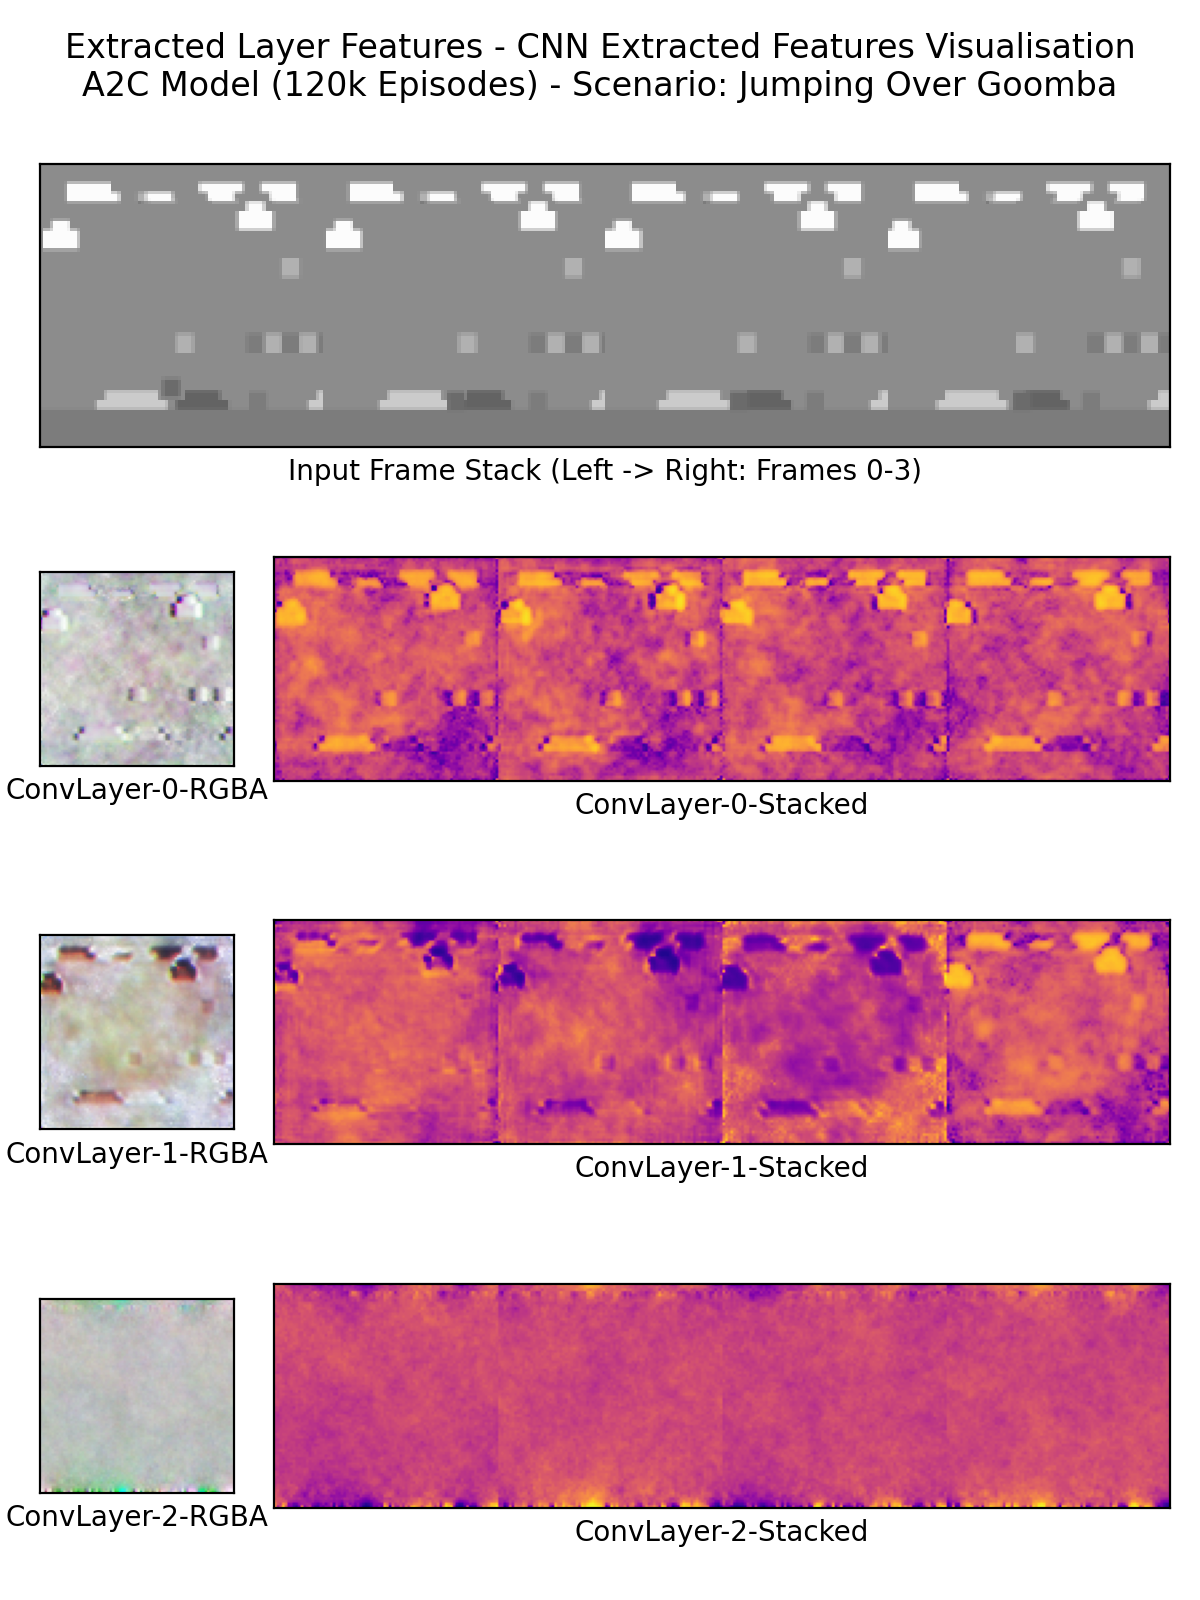 Extracted Layer Features - CNN Extracted Features Visualisation
A2C Model (120k Episodes) - Scenario: Jumping Over Goomba
Input Frame Stack (Left -> Right: Frames 0-3)
ConvLayer-0-RGBA
ConvLayer-0-Stacked
ConvLayer-1-RGBA
ConvLayer-1-Stacked
ConvLayer-2-RGBA
ConvLayer-2-Stacked